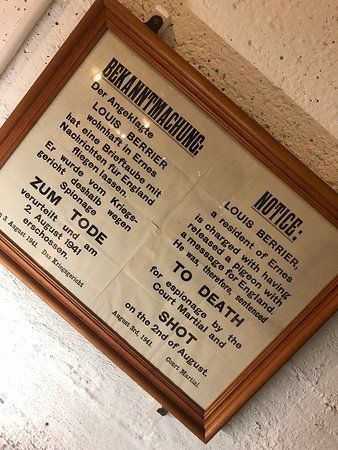 BEKANNTMACHUNG:
Der Angeklagte
LOUIS BERRIER
wohnhaft in Ernes
hat eine Brieftaube mit
Nachrichten für England
fliegen lassen.
Er wurde vom Kriegs-
gericht deshalb wegen
Spionage
ZUM TODE
verurteilt und am
2. August 1941
erschossen.
3. August 1941. Das Kriegsgericht.
NOTICE:
LOUIS BERRIER,
a resident of Ernes
is charged with having
released a pigeon with
a message for England.
He was, therefore, sentenced
TO DEATH
for espionage by the
Court Martial and
SHOT
on the 2nd of August.
Court Martial
August 3rd, 1941.